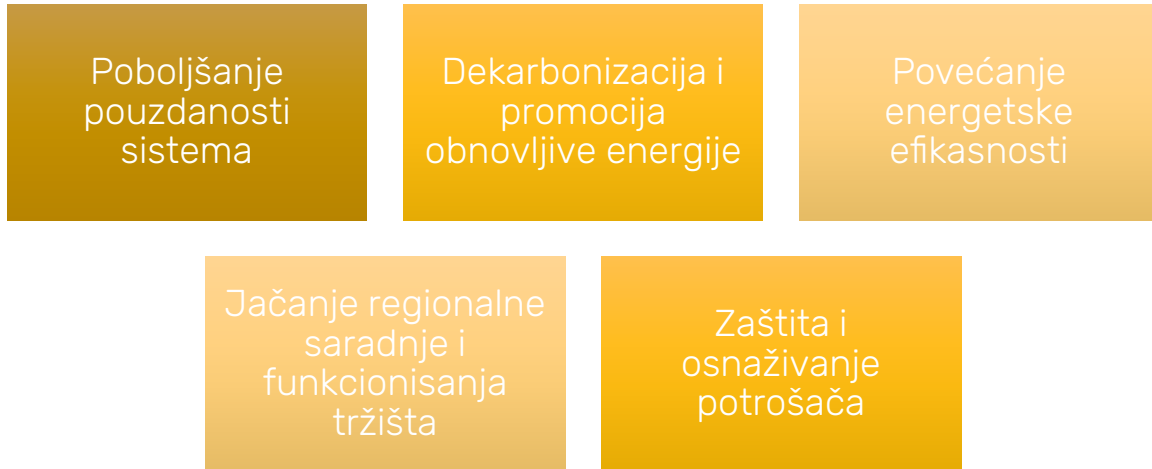 Poboljšanje
pouzdanosti
sistema
Dekarbonizacija i
promocija
obnovljive energije
Povećanje
energetske
efikasnosti
Jačanje regionalne
saradnje i
funkcionisanja
tržišta
Zaštita i
osnaživanje
potrošača